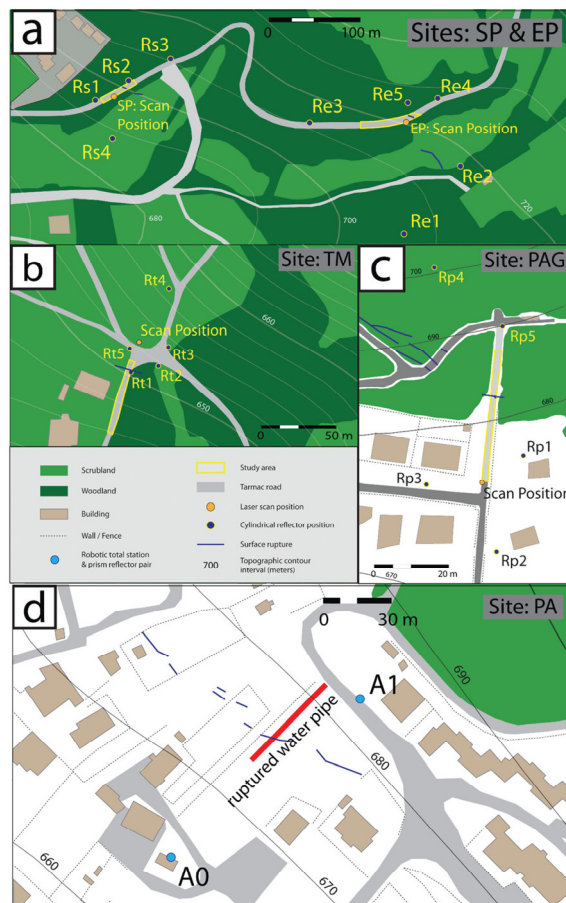 a
0 100 m
Sites: SP & EP
Rs3
Rs2
Rs1
SP: Scan
Position
Rs4
Re5
Re4
Re3
EP: Scan Position
Re2
Re1
680
700
720
b
Site: TM
Rt4
660
Scan Position
Rt5
Rt3
Rt1
Rt2
650
0 50 m
c
Site: PAG
700
Rp4
690
Rp5
680
Rp1
Rp3
Scan Position
Rp2
0 670 20 m
Scrubland
Woodland
Building
Wall / Fence
Robotic total station
& prism reflector pair
Study area
Tarmac road
Laser scan position
Cylindrical reflector position
Surface rupture
700
Topographic contour
interval (meters)
d
0 30 m
Site: PA
690
A1
ruptured water pipe
680
660
A0
670